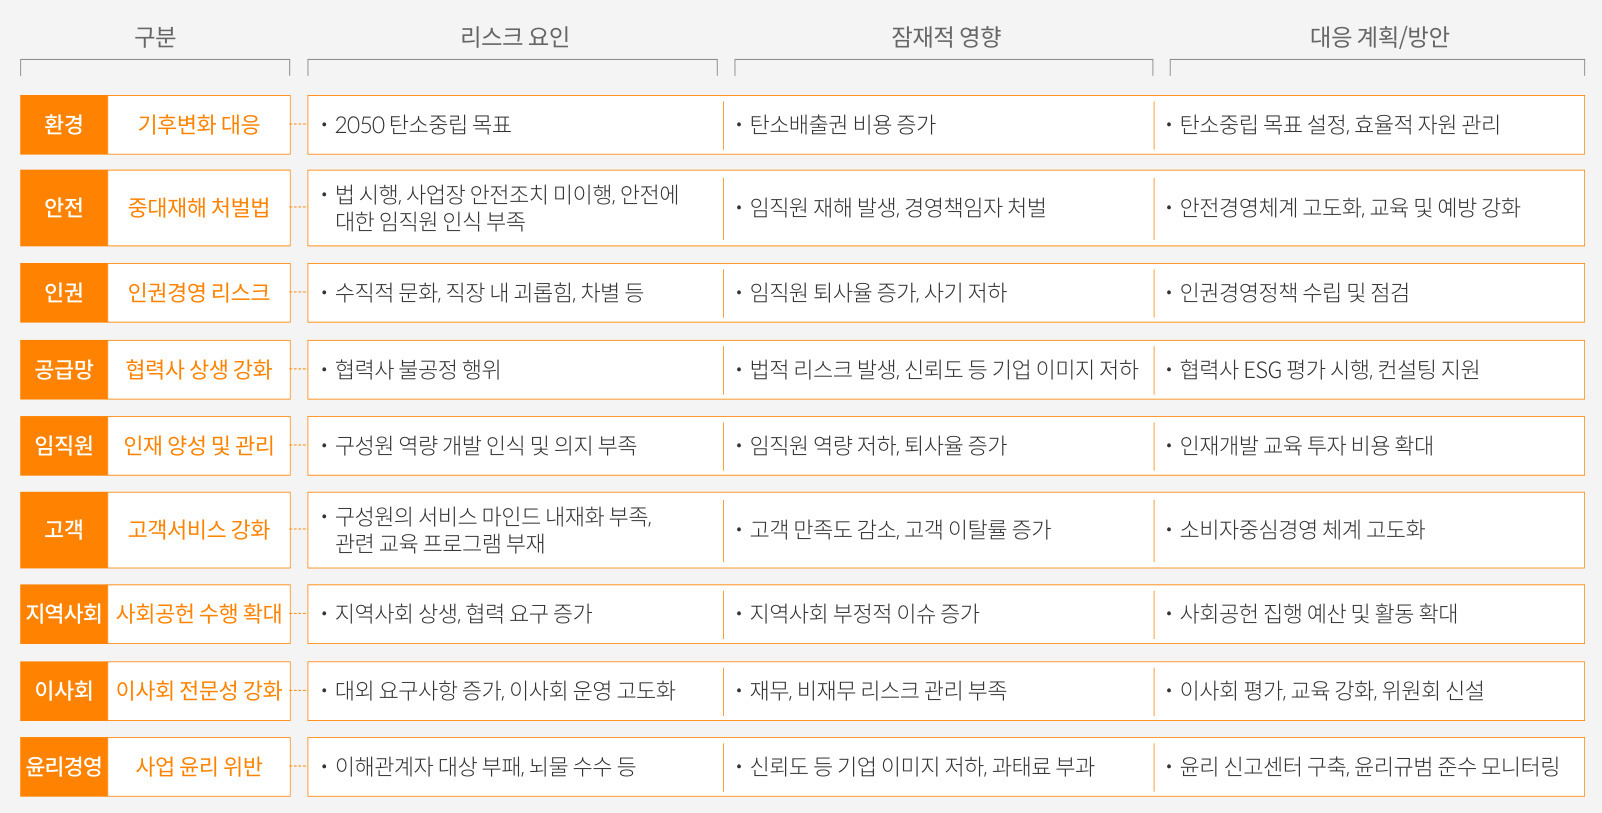 구분
리스크 요인
잠재적 영향
대응 계획/방안
환경
기후변화 대응
• 2050 탄소중립 목표
• 탄소배출권 비용 증가
• 탄소중립 목표 설정, 효율적 자원 관리
안전
중대재해 처벌법
• 법 시행, 사업장 안전조치 미이행, 안전에
대한 임직원 인식 부족
• 임직원 재해 발생, 경영책임자 처벌
• 안전경영체계 고도화, 교육 및 예방 강화
인권
인권경영 리스크
• 수직적 문화, 직장 내 괴롭힘, 차별 등
• 임직원 퇴사율 증가, 사기 저하
• 인권경영정책 수립 및 점검
공급망
협력사 상생 강화
• 협력사 불공정 행위
• 법적 리스크 발생, 신뢰도 등 기업 이미지 저하
• 협력사 ESG 평가 시행, 컨설팅 지원
임직원
인재 양성 및 관리
• 구성원 역량 개발 인식 및 의지 부족
• 임직원 역량 저하, 퇴사율 증가
• 인재개발 교육 투자 비용 확대
고객
고객서비스 강화
• 구성원의 서비스 마인드 내재화 부족,
관련 교육 프로그램 부재
• 고객 만족도 감소, 고객 이탈률 증가
• 소비자중심경영 체계 고도화
지역사회
사회공헌 수행 확대
• 지역사회 상생, 협력 요구 증가
• 지역사회 부정적 이슈 증가
• 사회공헌 집행 예산 및 활동 확대
이사회
이사회 전문성 강화
• 대외 요구사항 증가, 이사회 운영 고도화
• 재무, 비재무 리스크 관리 부족
• 이사회 평가, 교육 강화, 위원회 신설
윤리경영
사업 윤리 위반
• 이해관계자 대상 부패, 뇌물 수수 등
• 신뢰도 등 기업 이미지 저하, 과태료 부과
• 윤리 신고센터 구축, 윤리규범 준수 모니터링